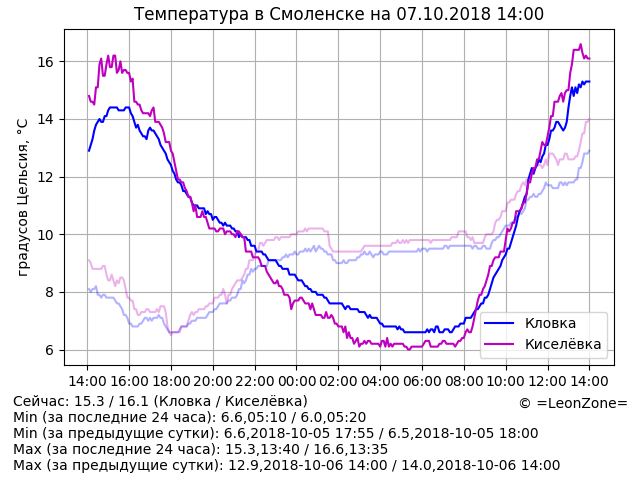 Температура в Смоленске на 07.10.2018 14:00
градусов Цельсия, °C
16
14
12
10
8
6
14:00 16:00 18:00 20:00 22:00 00:00 02:00 04:00 06:00 08:00 10:00 12:00 14:00
Кловка
Киселёвка
Сейчас: 15.3 / 16.1 (Кловка / Киселёвка)
© =LeonZone=
Min (за последние 24 часа): 6.6,05:10 / 6.0,05:20
Min (за предыдущие сутки): 6.6,2018-10-05 17:55 / 6.5,2018-10-05 18:00
Max (за последние 24 часа): 15.3,13:40 / 16.6,13:35
Max (за предыдущие сутки): 12.9,2018-10-06 14:00 / 14.0,2018-10-06 14:00